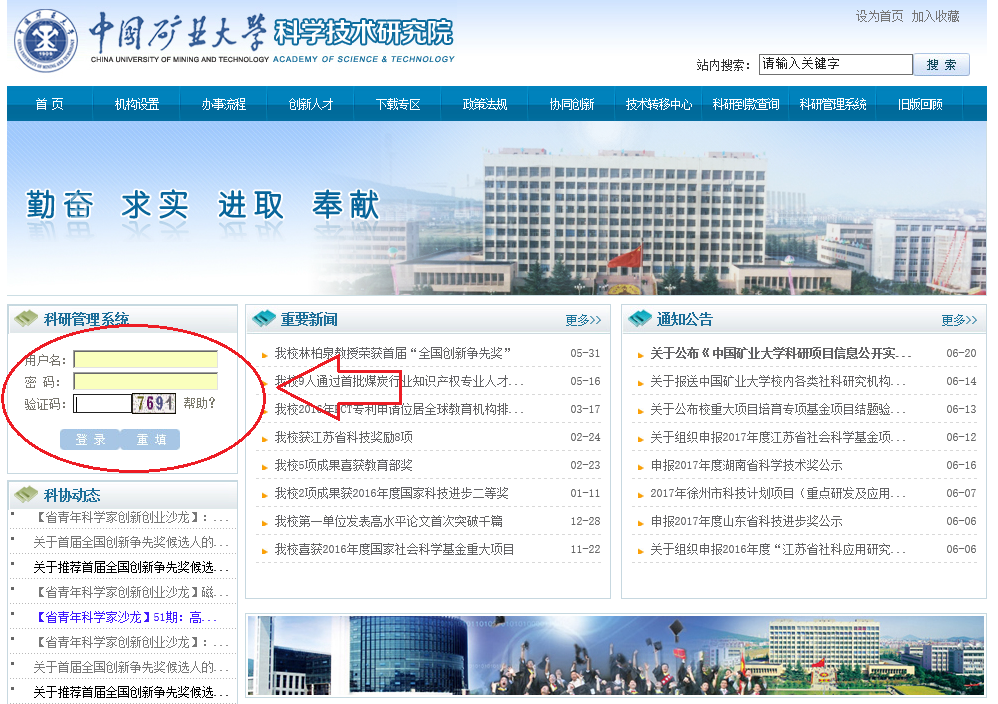 设为首页 加入收藏
中国矿业大学 科学技术研究院
CHINA UNIVERSITY OF MINING AND TECHNOLOGY ACADEMY OF SCIENCE & TECHNOLOGY
站内搜索: 请输入关键字 搜 索
首 页 机构设置 办事流程 创新人才 下载专区 政策法规 协同创新 技术转移中心 科研到款查询 科研管理系统 旧版回顾
勤奋 求实 进取 奉献
科研管理系统
用户名:
密 码:
验证码: 7691 帮助?
登 录 重 填
科协动态
【省青年科学家创新创业沙龙】: ...
关于首届全国创新争先奖候选人的...
关于推荐首届全国创新争先奖候选...
【省青年科学家创新创业沙龙】磁...
【省青年科学家沙龙】51期: 高...
【省青年科学家创新创业沙龙】: ...
关于首届全国创新争先奖候选人的...
关于推荐首届全国创新争先奖候选...
重要新闻 更多>>
我校林柏泉教授荣获首届“全国创新争先奖” 05-31
我校9人通过首批煤炭行业知识产权专业人才... 05-16
我校2016年PCT专利申请位居全球教育机构排... 03-17
我校获江苏省科技奖励8项 02-24
我校5项成果喜获教育部奖 02-23
我校2项成果获2016年度国家科技进步二等奖 01-11
我校第一单位发表高水平论文首次突破千篇 12-28
我校喜获2016年度国家社会科学基金重大项目 11-22
通知公告 更多>>
关于公布《中国矿业大学科研项目信息公开实... 06-20
关于报送中国矿业大学校内各类社科研究机构... 06-14
关于公布校重大项目培育专项基金项目结题验... 06-13
关于组织申报2017年度江苏省社会科学基金项... 06-12
申报2017年度湖南省科学技术奖公示 06-16
2017年徐州市科技计划项目（重点研发及应用... 06-07
申报2017年度山东省科技进步奖公示 06-06
关于组织申报2016年度“江苏省社科应用研究... 06-06